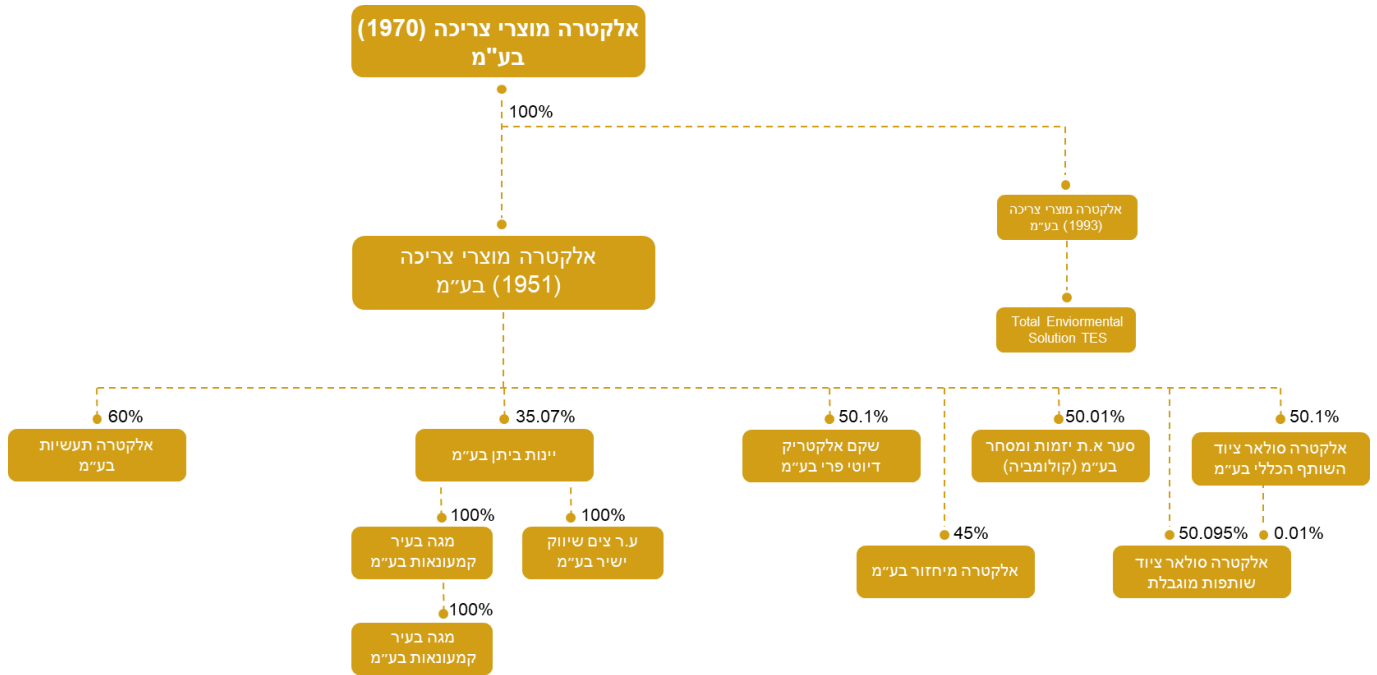 אלקטרה מוצרי צריכה (1970)
בע"מ
100%
אלקטרה מוצרי צריכה
(1993) בע״מ
אלקטרה מוצרי צריכה
(1951) בע״מ
Total Enviormental
Solution TES
60%
35.07%
50.1%
50.01%
50.1%
אלקטרה תעשיות
בע״מ
יינות ביתן בע״מ
שקם אלקטריק
דיוטי פרי בע״מ
סער א.ת יזמות ומסחר
בע״מ (קולומביה)
אלקטרה סולאר ציוד
השותף הכללי בע״מ
100%
100%
45%
50.095%
0.01%
מגה בעיר
קמעונאות בע״מ
ע.ר צים שיווק
ישיר בע״מ
אלקטרה מיחזור בע״מ
אלקטרה סולאר ציוד
שותפות מוגבלת
100%
מגה בעיר
קמעונאות בע״מ